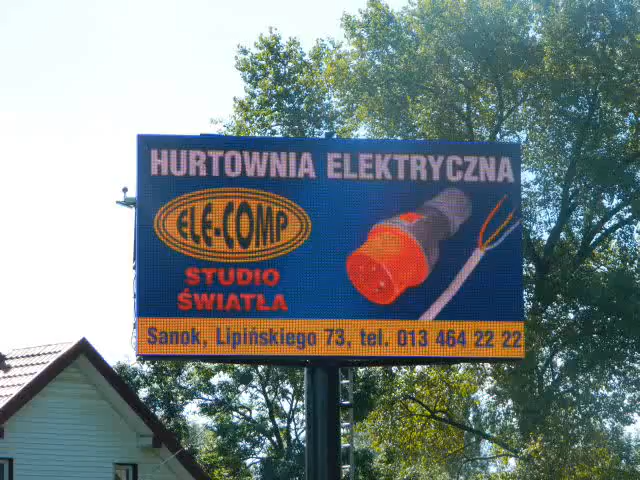 HURTOWNIA ELEKTRYCZNA
ELE-COMP
STUDIO
ŚWIATŁA
Sanok, Lipińskiego 73, tel. 013 464 22 22